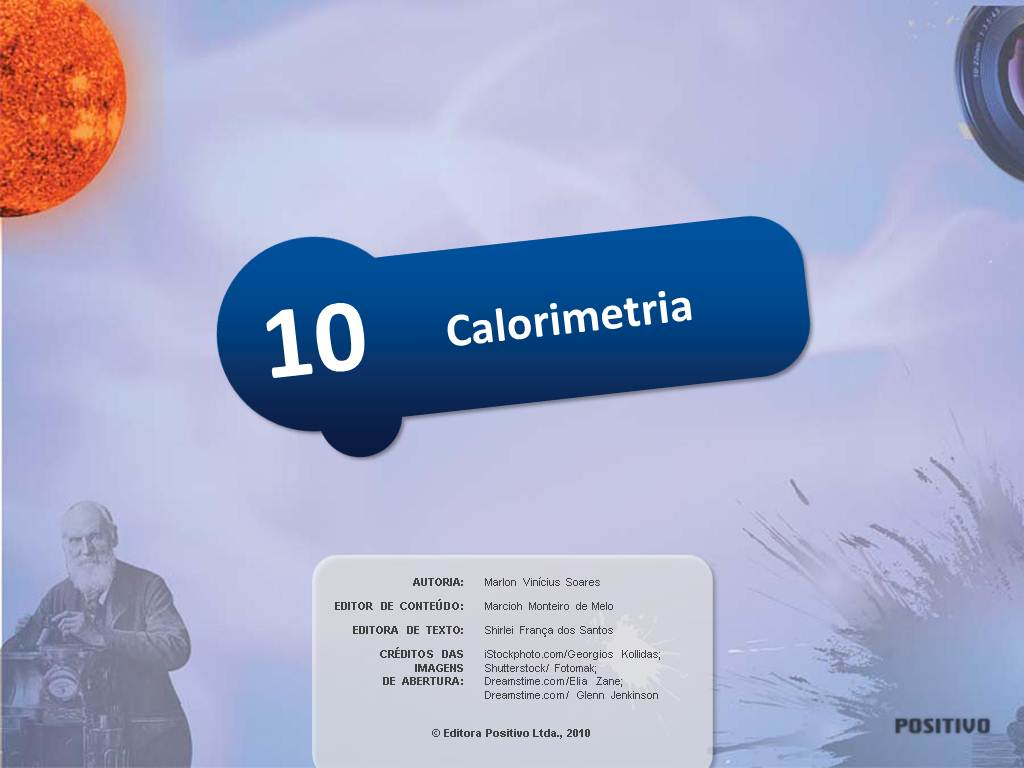 10 Calorimetria
AUTORIA: Marlon Vinícius Soares
EDITOR DE CONTEÚDO: Marcioh Monteiro de Melo
EDITORA DE TEXTO: Shirlei França dos Santos
CRÉDITOS DAS IMAGENS DE ABERTURA: iStockphoto.com/Georgios Kollidas;
Shutterstock/ Fotomak;
Dreamstime.com/Elia Zane;
Dreamstime.com/ Glenn Jenkinson
© Editora Positivo Ltda., 2010
POSITIVO